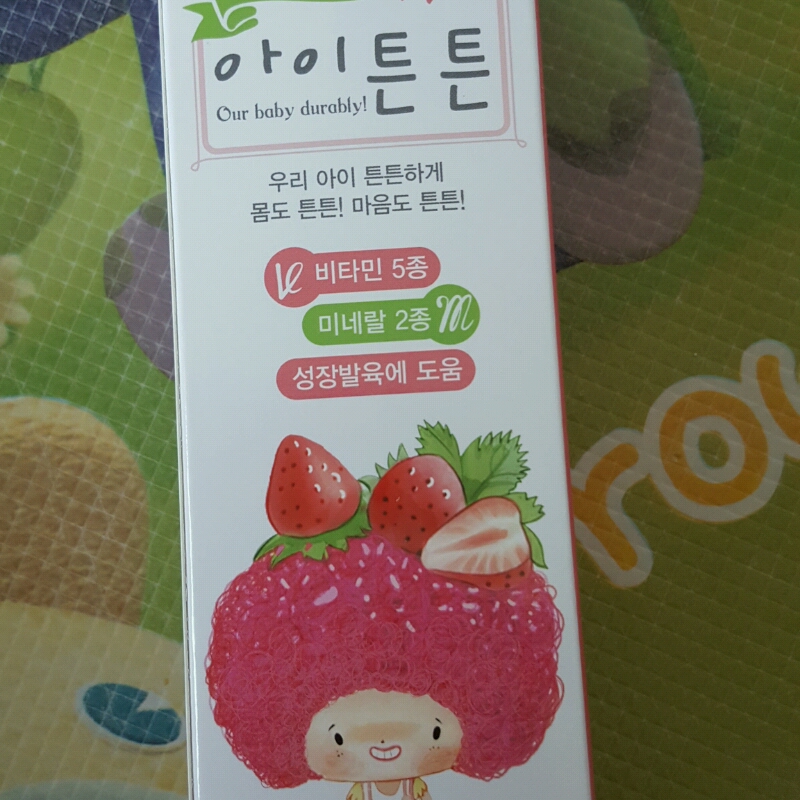 아이튼튼
Our baby durably!
우리 아이 튼튼하게
몸도 튼튼! 마음도 튼튼!
Ve 비타민 5종
미네랄 2종 m
성장발육에 도움
rou